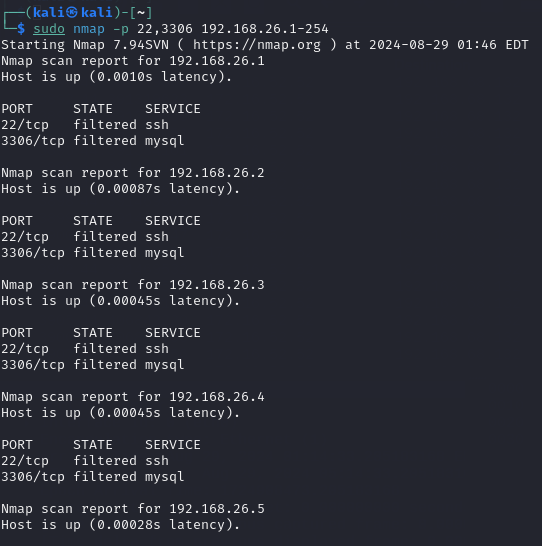 ┌──(kali㉿kali)-[~]
└─$ sudo nmap -p 22,3306 192.168.26.1-254
Starting Nmap 7.94SVN ( https://nmap.org ) at 2024-08-29 01:46 EDT
Nmap scan report for 192.168.26.1
Host is up (0.0010s latency).

PORT     STATE    SERVICE
22/tcp   filtered ssh
3306/tcp filtered mysql

Nmap scan report for 192.168.26.2
Host is up (0.00087s latency).

PORT     STATE    SERVICE
22/tcp   filtered ssh
3306/tcp filtered mysql

Nmap scan report for 192.168.26.3
Host is up (0.00045s latency).

PORT     STATE    SERVICE
22/tcp   filtered ssh
3306/tcp filtered mysql

Nmap scan report for 192.168.26.4
Host is up (0.00045s latency).

PORT     STATE    SERVICE
22/tcp   filtered ssh
3306/tcp filtered mysql

Nmap scan report for 192.168.26.5
Host is up (0.00028s latency).